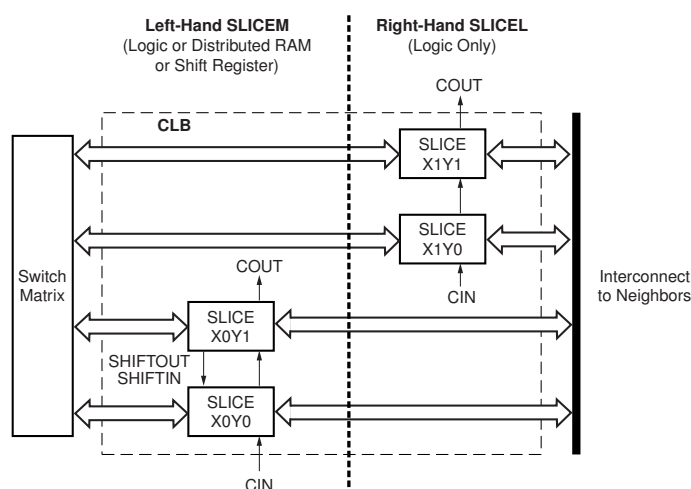 Left-Hand SLICEM
(Logic or Distributed RAM
or Shift Register)
Right-Hand SLICEL
(Logic Only)
COUT
CLB
SLICE
X1Y1
SLICE
X1Y0
COUT
CIN
Switch
Matrix
Interconnect
to Neighbors
SLICE
X0Y1
SHIFTOUT
SHIFTIN
SLICE
X0Y0
CIN